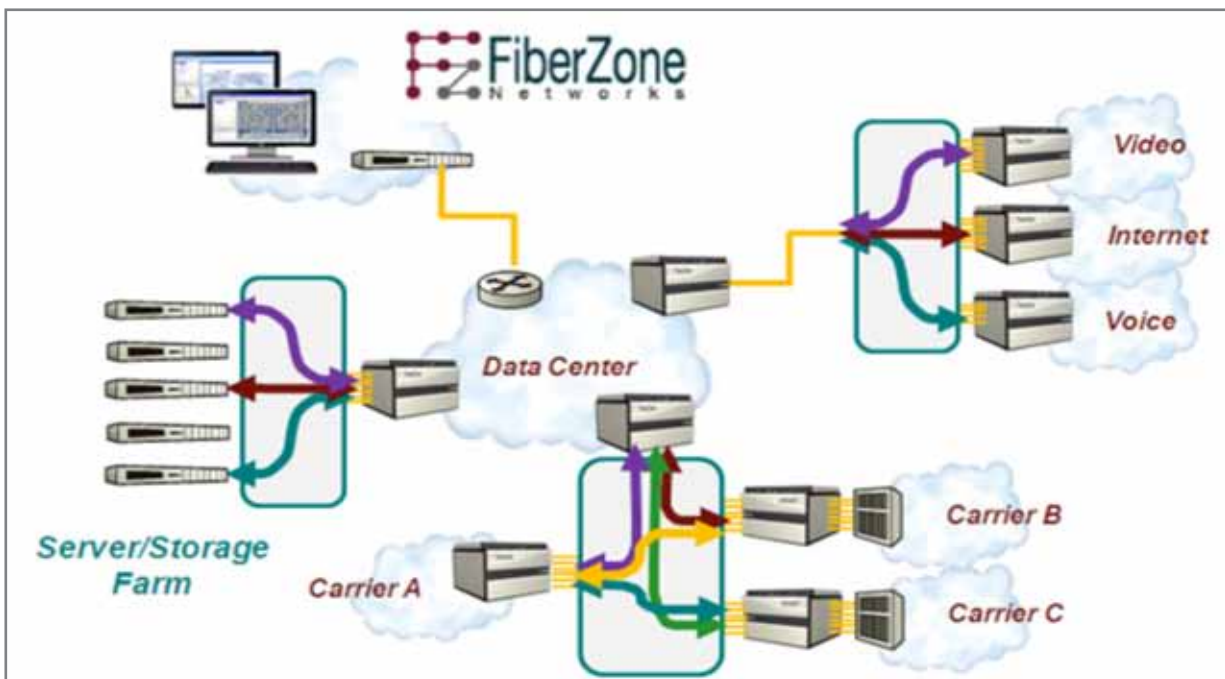 FiberZone
Networks
Video
Internet
Voice
Data Center
Server/Storage
Farm
Carrier A
Carrier B
Carrier C